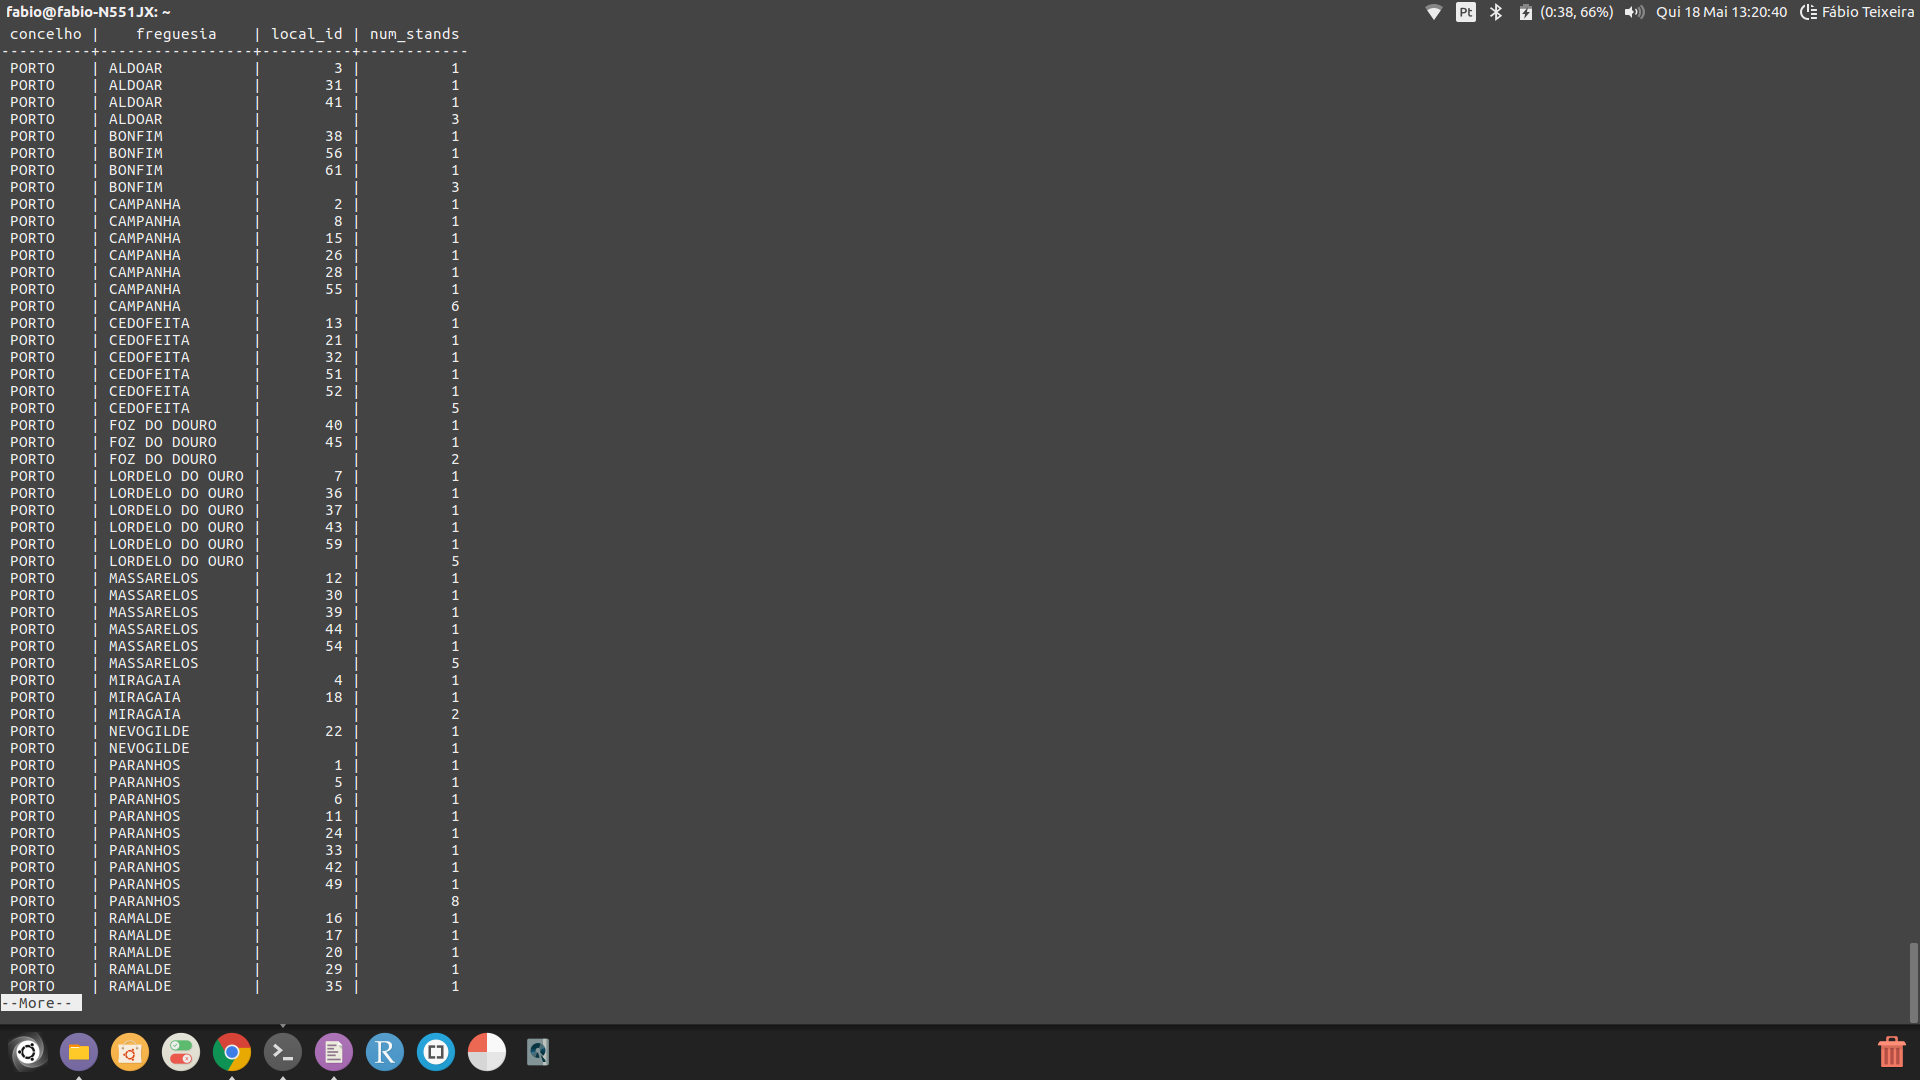 fabio@fabio-N551JX: ~ Pt (0:38, 66%) Qui 18 Mai 13:20:40 Fábio Teixeira
 concelho |    freguesia    | local_id | num_stands
----------+-----------------+----------+------------
 PORTO    | ALDOAR          |        3 |          1
 PORTO    | ALDOAR          |       31 |          1
 PORTO    | ALDOAR          |       41 |          1
 PORTO    | ALDOAR          |          |          3
 PORTO    | BONFIM          |       38 |          1
 PORTO    | BONFIM          |       56 |          1
 PORTO    | BONFIM          |       61 |          1
 PORTO    | BONFIM          |          |          3
 PORTO    | CAMPANHA        |        2 |          1
 PORTO    | CAMPANHA        |        8 |          1
 PORTO    | CAMPANHA        |       15 |          1
 PORTO    | CAMPANHA        |       26 |          1
 PORTO    | CAMPANHA        |       28 |          1
 PORTO    | CAMPANHA        |       55 |          1
 PORTO    | CAMPANHA        |          |          6
 PORTO    | CEDOFEITA       |       13 |          1
 PORTO    | CEDOFEITA       |       21 |          1
 PORTO    | CEDOFEITA       |       32 |          1
 PORTO    | CEDOFEITA       |       51 |          1
 PORTO    | CEDOFEITA       |       52 |          1
 PORTO    | CEDOFEITA       |          |          5
 PORTO    | FOZ DO DOURO    |       40 |          1
 PORTO    | FOZ DO DOURO    |       45 |          1
 PORTO    | FOZ DO DOURO    |          |          2
 PORTO    | LORDELO DO OURO |        7 |          1
 PORTO    | LORDELO DO OURO |       36 |          1
 PORTO    | LORDELO DO OURO |       37 |          1
 PORTO    | LORDELO DO OURO |       43 |          1
 PORTO    | LORDELO DO OURO |       59 |          1
 PORTO    | LORDELO DO OURO |          |          5
 PORTO    | MASSARELOS      |       12 |          1
 PORTO    | MASSARELOS      |       30 |          1
 PORTO    | MASSARELOS      |       39 |          1
 PORTO    | MASSARELOS      |       44 |          1
 PORTO    | MASSARELOS      |       54 |          1
 PORTO    | MASSARELOS      |          |          5
 PORTO    | MIRAGAIA        |        4 |          1
 PORTO    | MIRAGAIA        |       18 |          1
 PORTO    | MIRAGAIA        |          |          2
 PORTO    | NEVOGILDE       |       22 |          1
 PORTO    | NEVOGILDE       |          |          1
 PORTO    | PARANHOS        |        1 |          1
 PORTO    | PARANHOS        |        5 |          1
 PORTO    | PARANHOS        |        6 |          1
 PORTO    | PARANHOS        |       11 |          1
 PORTO    | PARANHOS        |       24 |          1
 PORTO    | PARANHOS        |       33 |          1
 PORTO    | PARANHOS        |       42 |          1
 PORTO    | PARANHOS        |       49 |          1
 PORTO    | PARANHOS        |          |          8
 PORTO    | RAMALDE         |       16 |          1
 PORTO    | RAMALDE         |       17 |          1
 PORTO    | RAMALDE         |       20 |          1
 PORTO    | RAMALDE         |       29 |          1
 PORTO    | RAMALDE         |       35 |          1
--More--
R